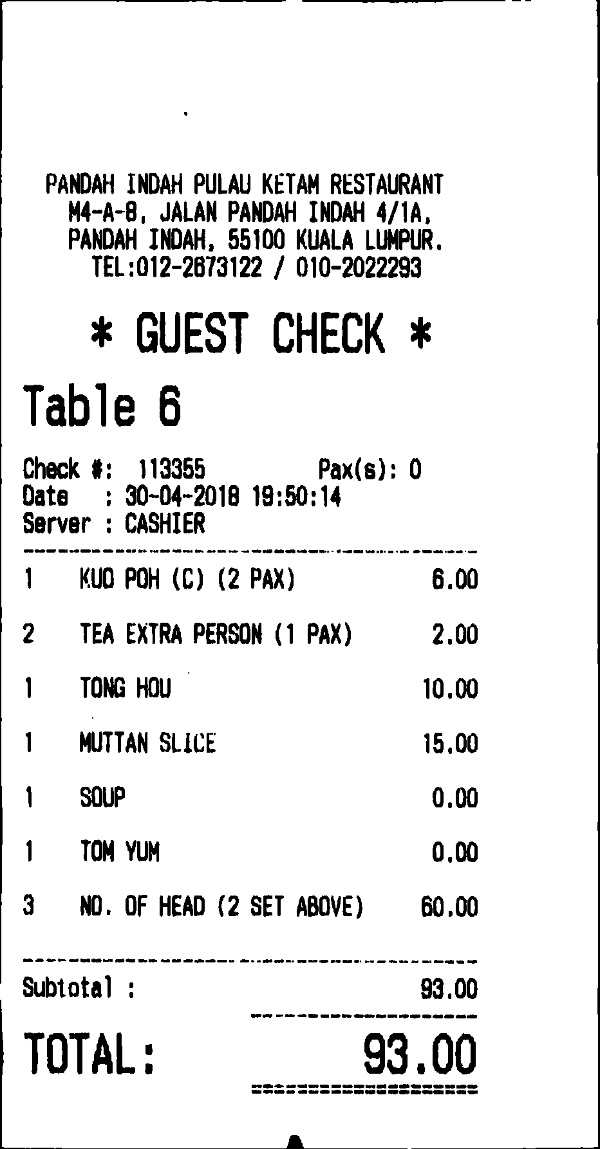 PANDAH INDAH PULAU KETAM RESTAURANT
M4-A-8, JALAN PANDAH INDAH 4/1A,
PANDAH INDAH, 55100 KUALA LUMPUR.
TEL:012-2673122 / 010-2022293
* GUEST CHECK *
Table 6
Check #: 113355 Pax(s): 0
Date : 30-04-2018 19:50:14
Server : CASHIER
1 KUO POH (C) (2 PAX) 6.00
2 TEA EXTRA PERSON (1 PAX) 2.00
1 TONG HOU 10.00
1 MUTTAN SLICE 15.00
1 SOUP 0.00
1 TOM YUM 0.00
3 NO. OF HEAD (2 SET ABOVE) 60.00
Subtotal : 93.00
TOTAL: 93.00